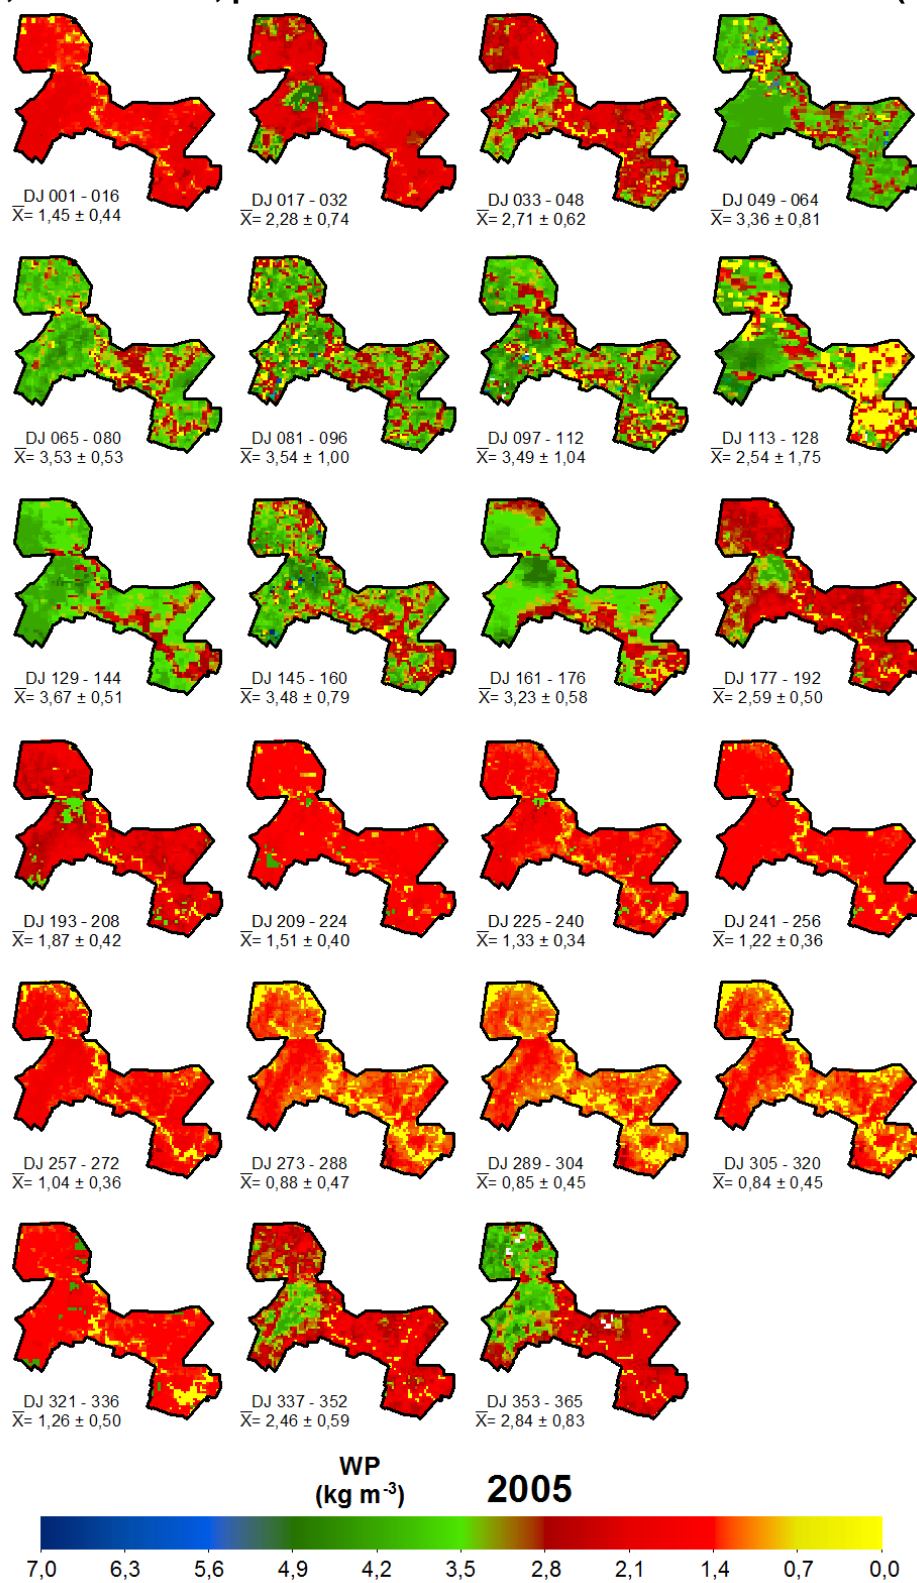 DJ 001 - 016
X̅= 1,45 ± 0,44
DJ 017 - 032
X̅= 2,28 ± 0,74
DJ 033 - 048
X̅= 2,71 ± 0,62
DJ 049 - 064
X̅= 3,36 ± 0,81
DJ 065 - 080
X̅= 3,53 ± 0,53
DJ 081 - 096
X̅= 3,54 ± 1,00
DJ 097 - 112
X̅= 3,49 ± 1,04
DJ 113 - 128
X̅= 2,54 ± 1,75
DJ 129 - 144
X̅= 3,67 ± 0,51
DJ 145 - 160
X̅= 3,48 ± 0,79
DJ 161 - 176
X̅= 3,23 ± 0,58
DJ 177 - 192
X̅= 2,59 ± 0,50
DJ 193 - 208
X̅= 1,87 ± 0,42
DJ 209 - 224
X̅= 1,51 ± 0,40
DJ 225 - 240
X̅= 1,33 ± 0,34
DJ 241 - 256
X̅= 1,22 ± 0,36
DJ 257 - 272
X̅= 1,04 ± 0,36
DJ 273 - 288
X̅= 0,88 ± 0,47
DJ 289 - 304
X̅= 0,85 ± 0,45
DJ 305 - 320
X̅= 0,84 ± 0,45
DJ 321 - 336
X̅= 1,26 ± 0,50
DJ 337 - 352
X̅= 2,46 ± 0,59
DJ 353 - 365
X̅= 2,84 ± 0,83
WP
(kg m⁻³) 2005
7,0 6,3 5,6 4,9 4,2 3,5 2,8 2,1 1,4 0,7 0,0